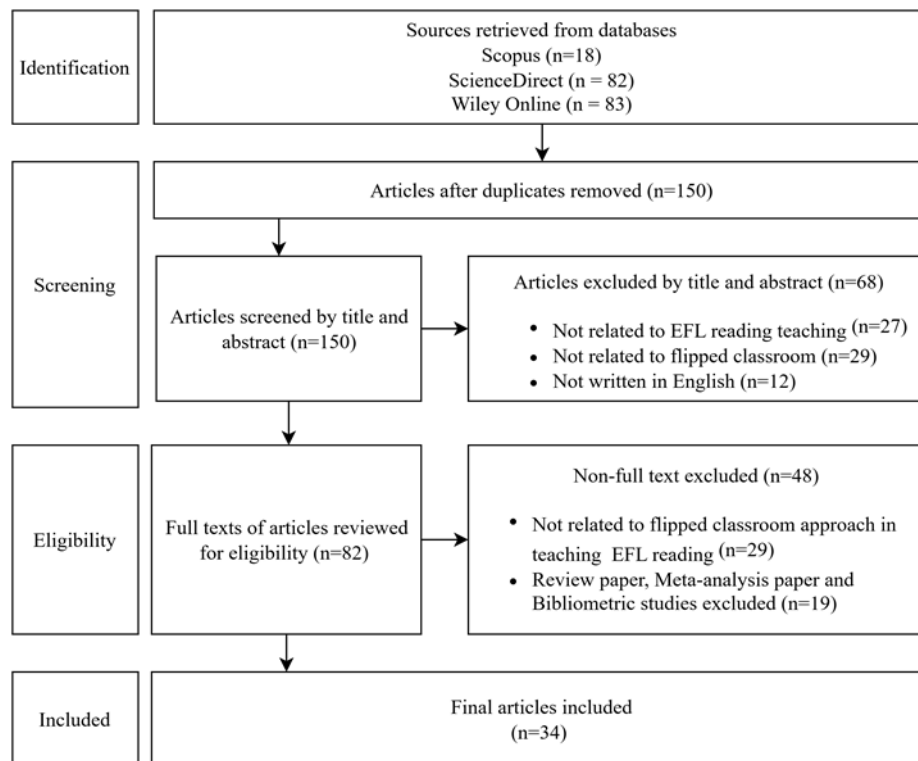 Identification
Sources retrieved from databases
Scopus (n=18)
ScienceDirect (n = 82)
Wiley Online (n = 83)
Screening
Articles after duplicates removed (n=150)
Articles screened by title and
abstract (n=150)
Articles excluded by title and abstract (n=68)
• Not related to EFL reading teaching (n=27)
• Not related to flipped classroom (n=29)
• Not written in English (n=12)
Eligibility
Full texts of articles reviewed
for eligibility (n=82)
Non-full text excluded (n=48)
• Not related to flipped classroom approach in
teaching EFL reading (n=29)
• Review paper, Meta-analysis paper and
Bibliometric studies excluded (n=19)
Included
Final articles included
(n=34)